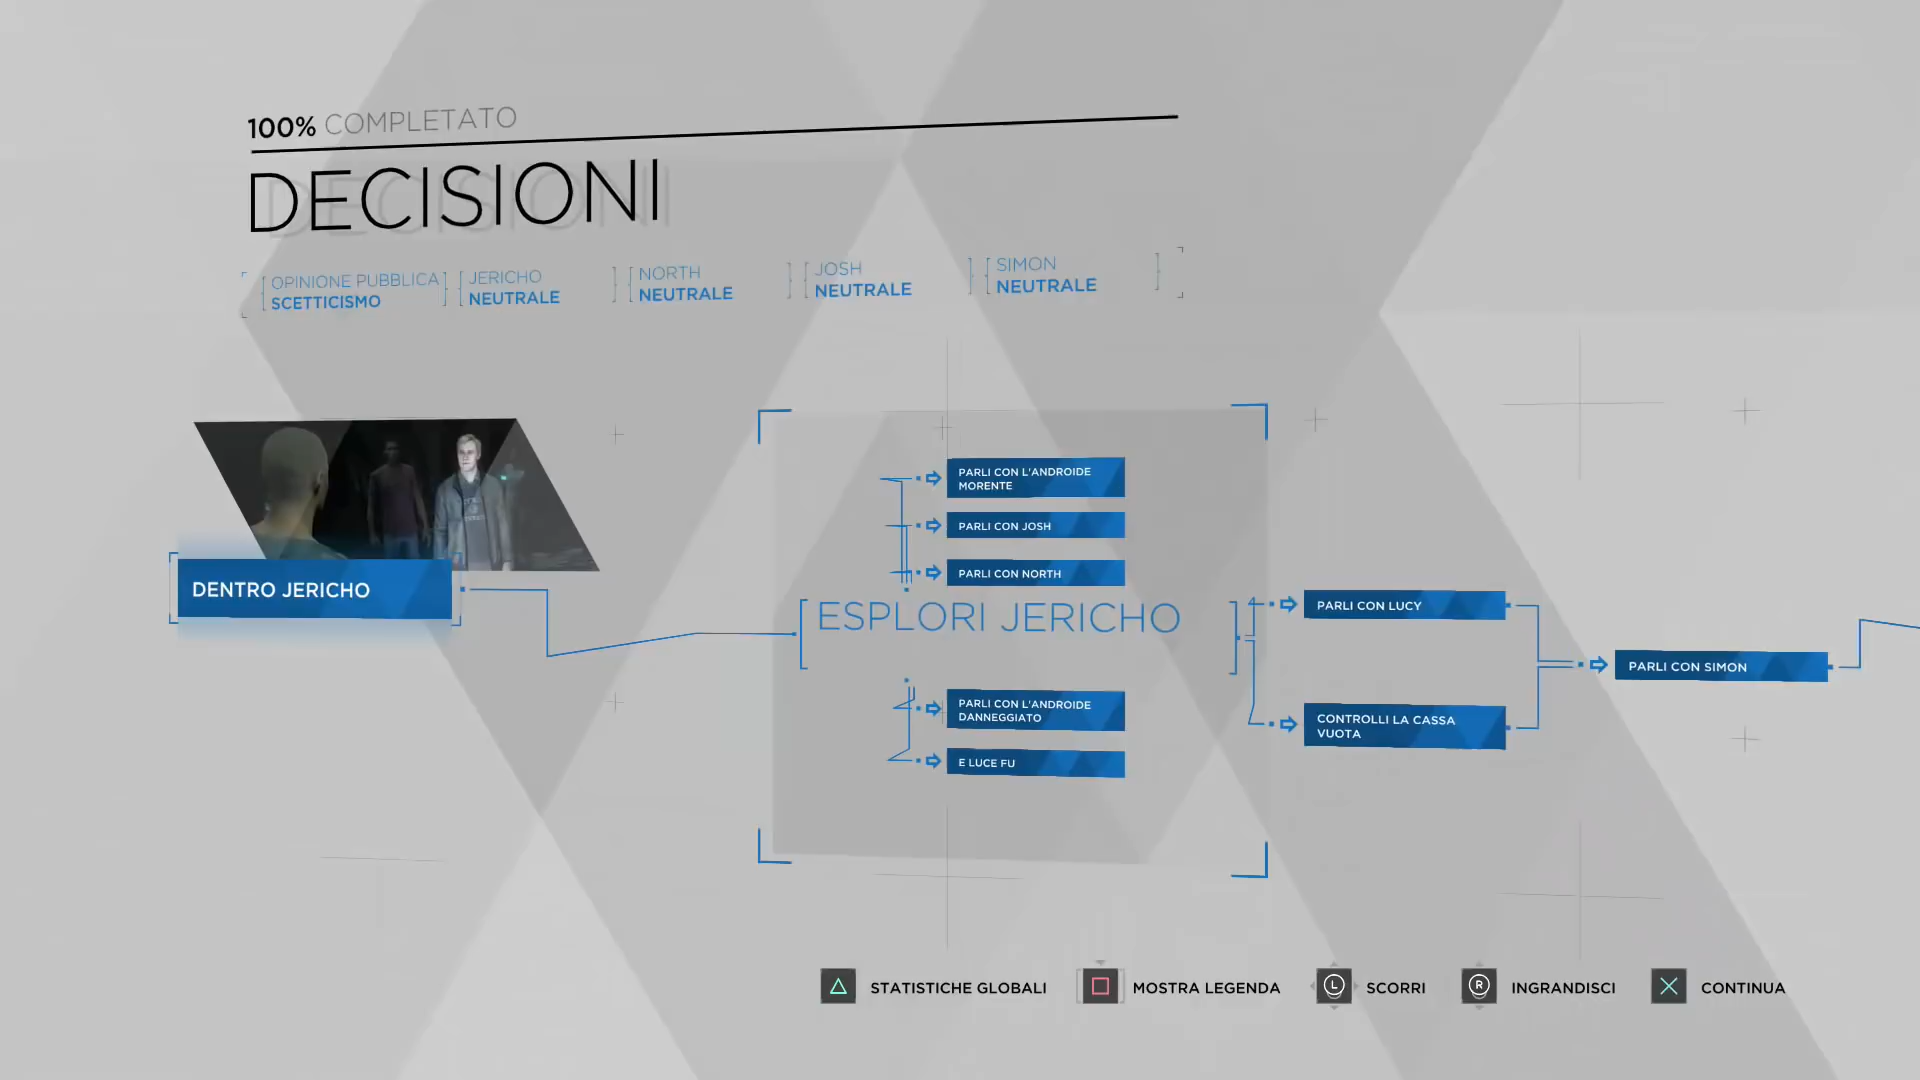 100% COMPLETATO
DECISIONI
OPINIONE PUBBLICA
SCETTICISMO
JERICHO
NEUTRALE
NORTH
NEUTRALE
JOSH
NEUTRALE
SIMON
NEUTRALE
DENTRO JERICHO
PARLI CON L'ANDROIDE
MORENTE
PARLI CON JOSH
PARLI CON NORTH
ESPLORI JERICHO
PARLI CON L'ANDROIDE
DANNEGGIATO
E LUCE FU
PARLI CON LUCY
CONTROLLI LA CASSA
VUOTA
PARLI CON SIMON
STATISTICHE GLOBALI
MOSTRA LEGENDA
L SCORRI
R INGRANDISCI
CONTINUA